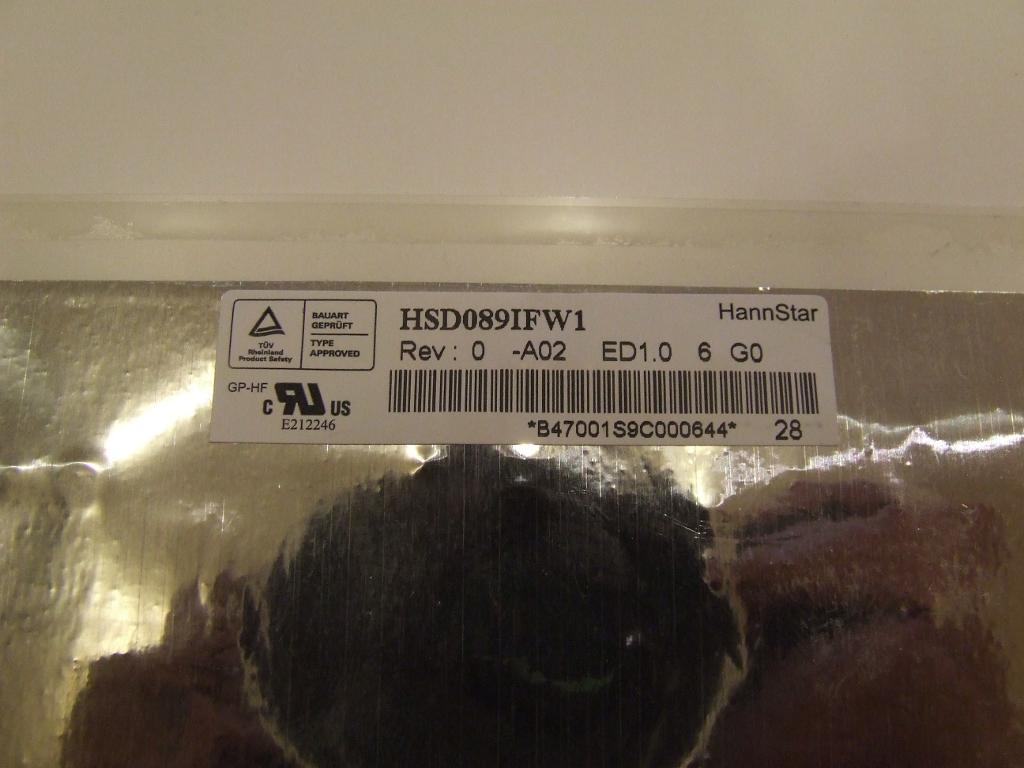 BAUART
GEPRÜFT
TÜV
Rheinland
Product Safety
TYPE
APPROVED
HSD089IFW1
HannStar
Rev : 0 -A02 ED1.0 6 G0
GP-HF
C RU US
E212246
*B47001S9C000644* 28